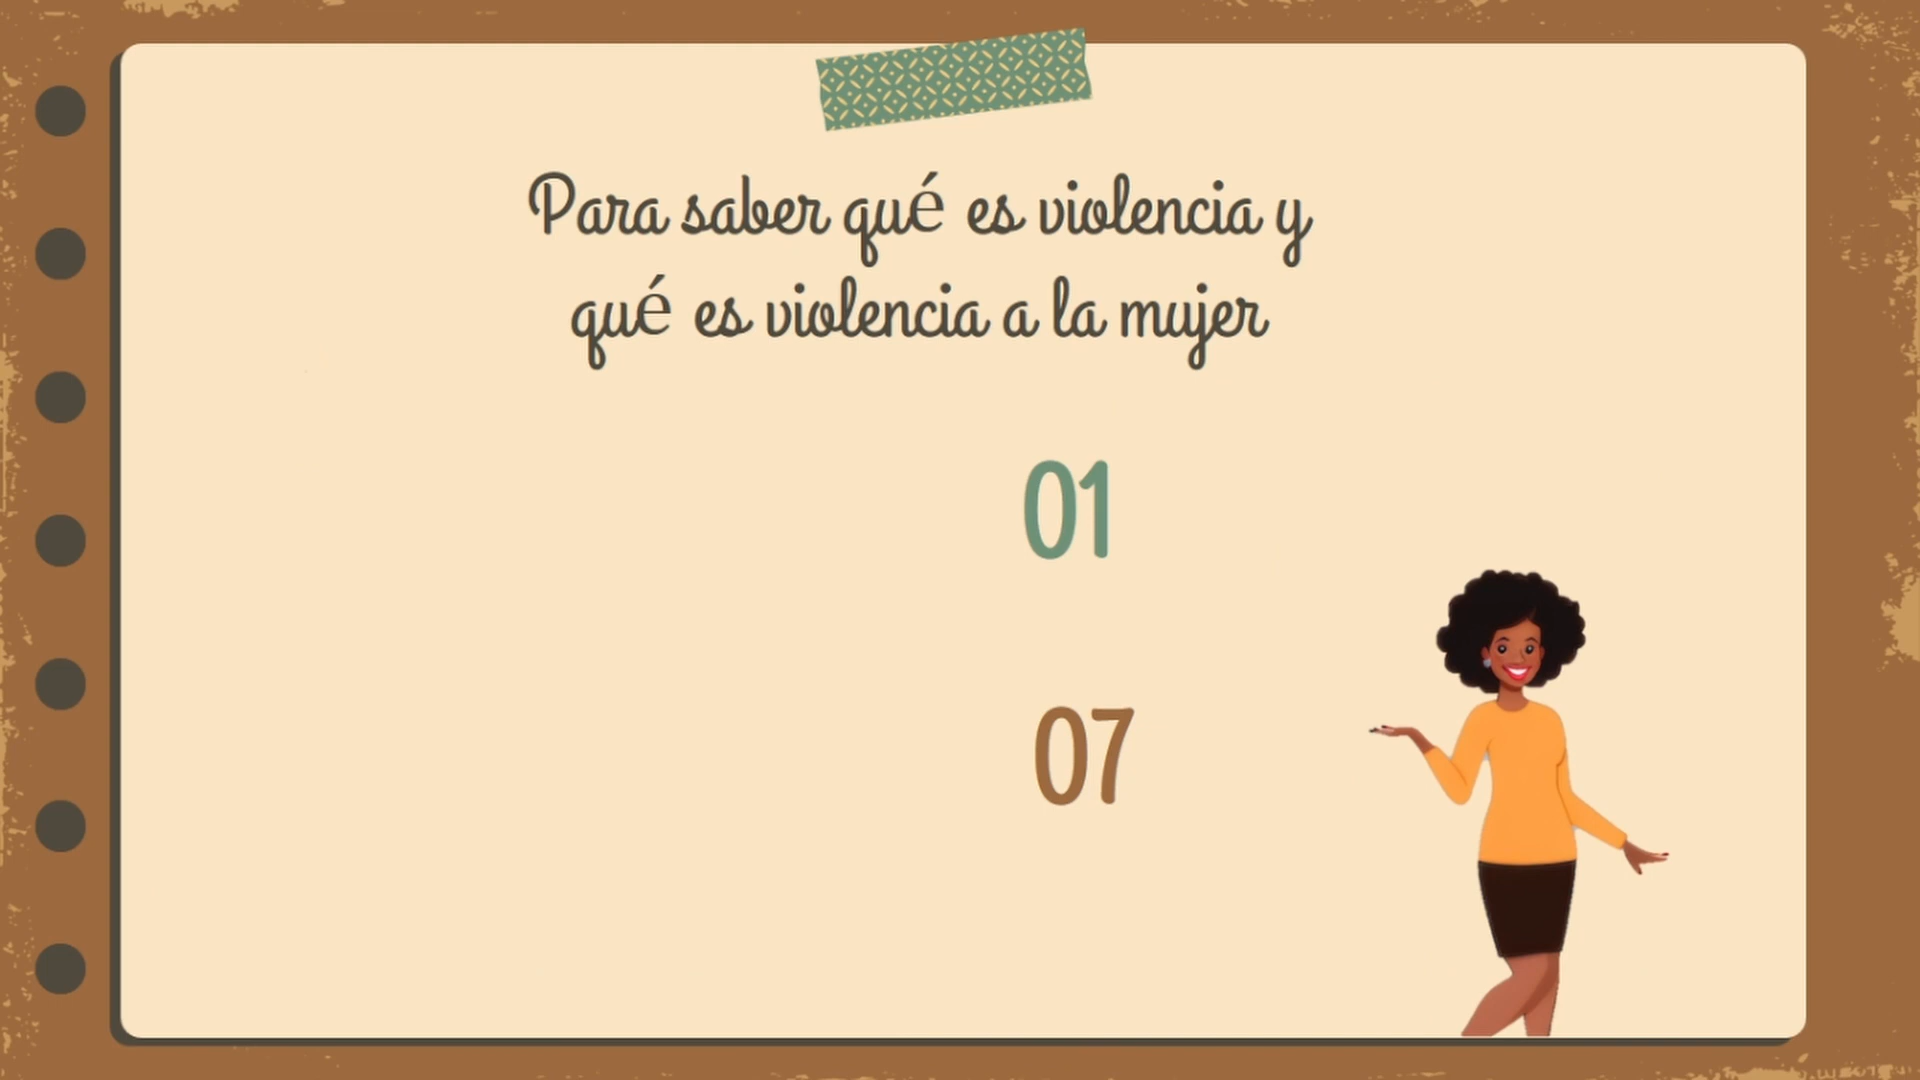 Para saber qué es violencia y
qué es violencia a la mujer
01
07